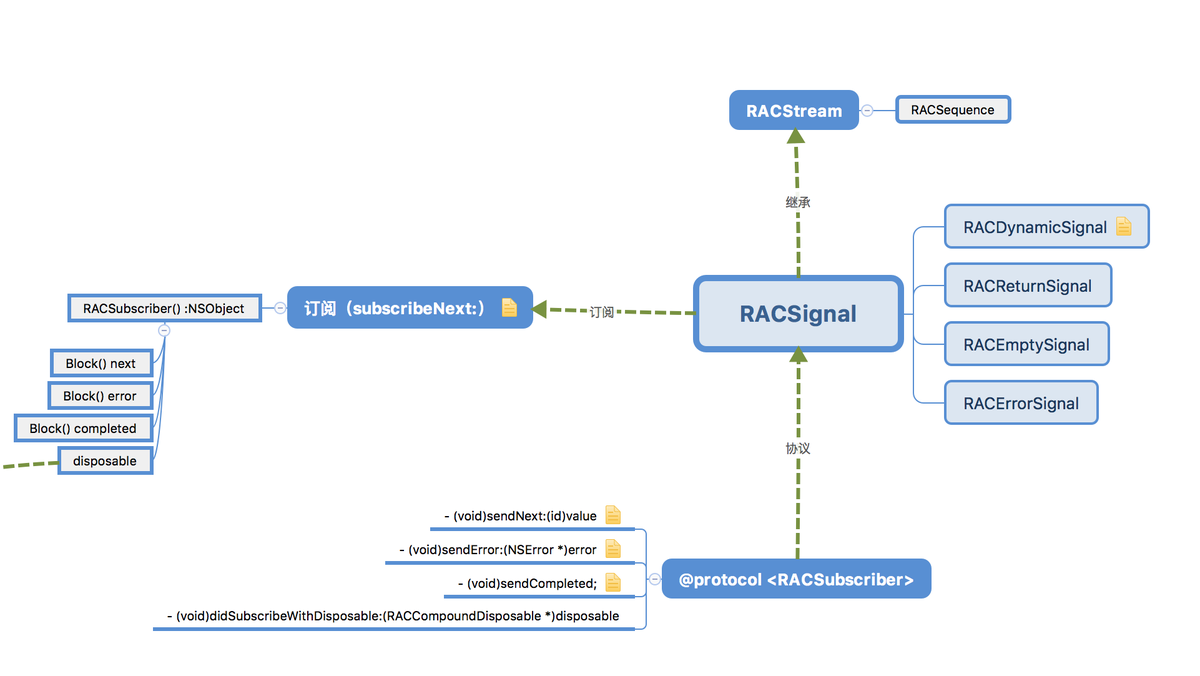 RACStream
RACSequence
继承
RACDynamicSignal
RACReturnSignal
RACEmptySignal
RACErrorSignal
RACSignal
订阅
订阅（subscribeNext:）
RACSubscriber() :NSObject
Block() next
Block() error
Block() completed
disposable
协议
- (void)sendNext:(id)value
- (void)sendError:(NSError *)error
- (void)sendCompleted;
- (void)didSubscribeWithDisposable:(RACCompoundDisposable *)disposable
@protocol <RACSubscriber>